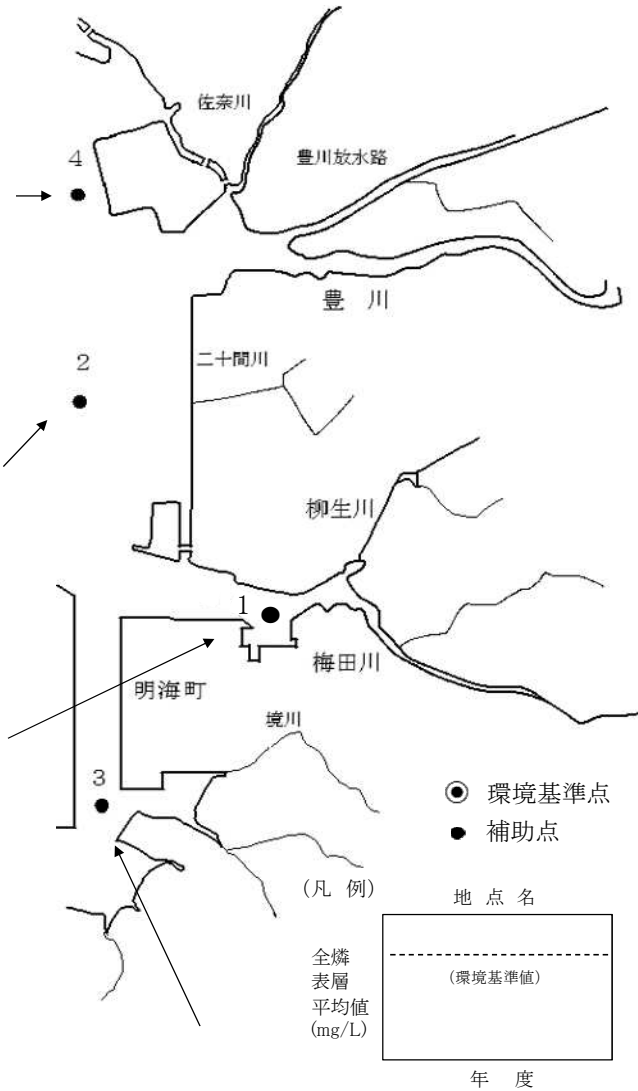 佐奈川
4
豊川放水路
豊 川
2
二十間川
柳生川
1
梅田川
明海町
境川
3
環境基準点
補助点
(凡 例)
地 点 名
全燐
表層
平均値
(mg/L)
(環境基準値)
年 度